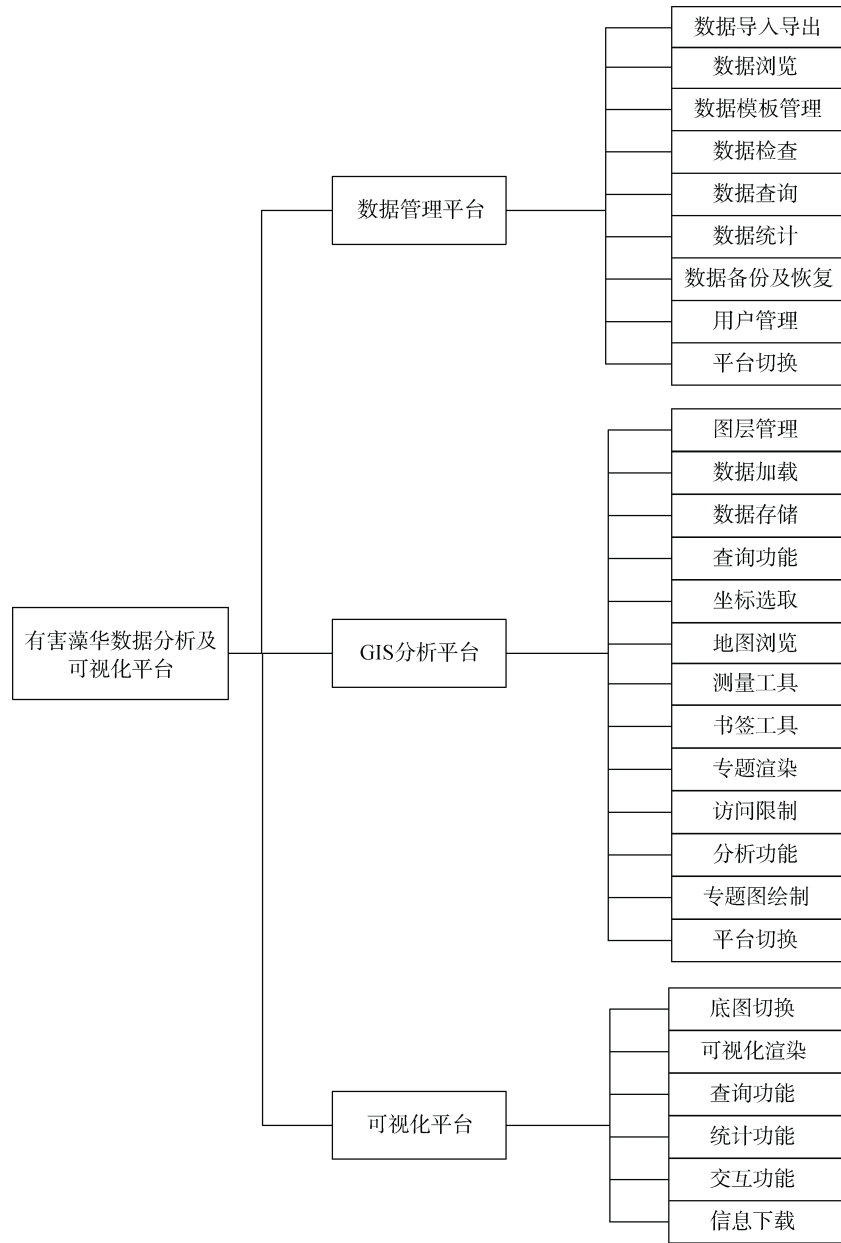 有害藻华数据分析及
可视化平台
数据管理平台
数据导入导出
数据浏览
数据模板管理
数据检查
数据查询
数据统计
数据备份及恢复
用户管理
平台切换
GIS分析平台
图层管理
数据加载
数据存储
查询功能
坐标选取
地图浏览
测量工具
书签工具
专题渲染
访问限制
分析功能
专题图绘制
平台切换
可视化平台
底图切换
可视化渲染
查询功能
统计功能
交互功能
信息下载